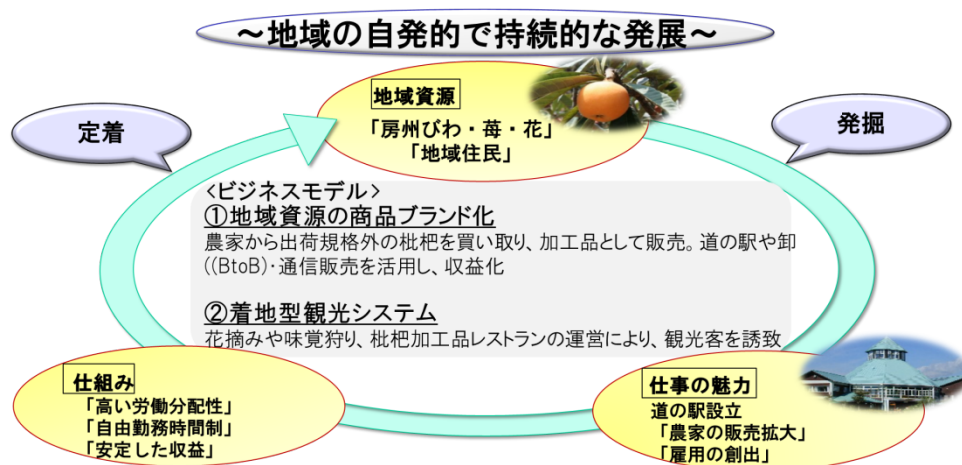 ～地域の自発的で持続的な発展～
地域資源
「房州びわ・苺・花」
「地域住民」
定着
発掘
<ビジネスモデル>
①地域資源の商品ブランド化
農家から出荷規格外の枇杷を買い取り、加工品として販売。道の駅や卸
((BtoB)・通信販売を活用し、収益化
②着地型観光システム
花摘みや味覚狩り、枇杷加工品レストランの運営により、観光客を誘致
仕組み
「高い労働分配性」
「自由勤務時間制」
「安定した収益」
仕事の魅力
道の駅設立
「農家の販売拡大」
「雇用の創出」